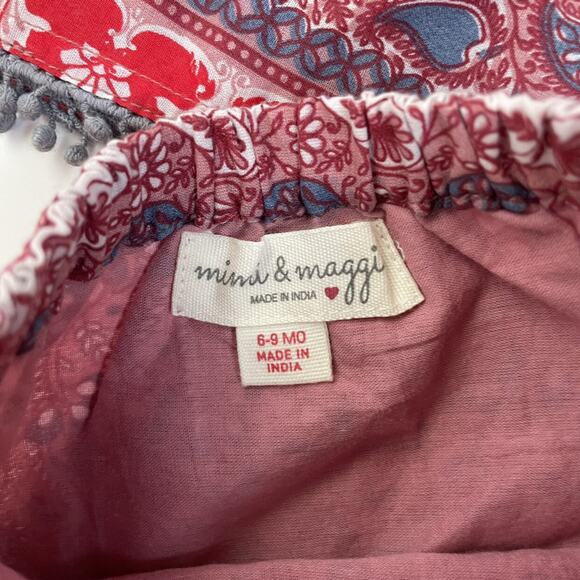 mimi & maggi
MADE IN INDIA
6-9 MO
MADE IN
INDIA